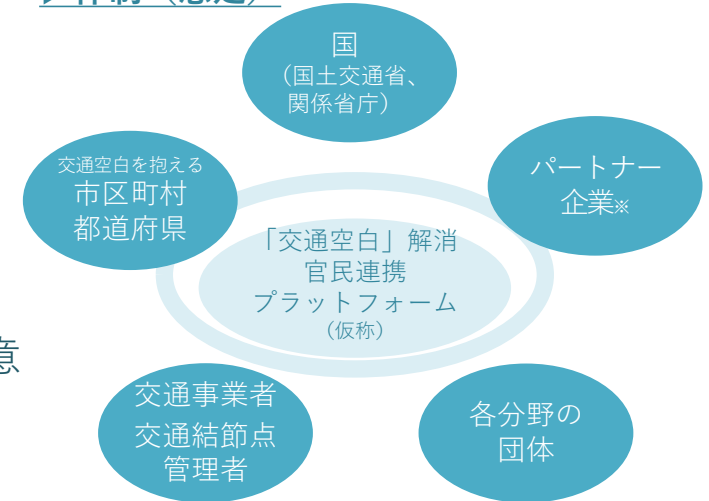 国
（国土交通省、
関係省庁）
交通空白を抱える
市区町村
都道府県
パートナー
企業※
「交通空白」解消
官民連携
プラットフォーム
（仮称）
意
交通事業者
交通結節点
管理者
各分野の
団体